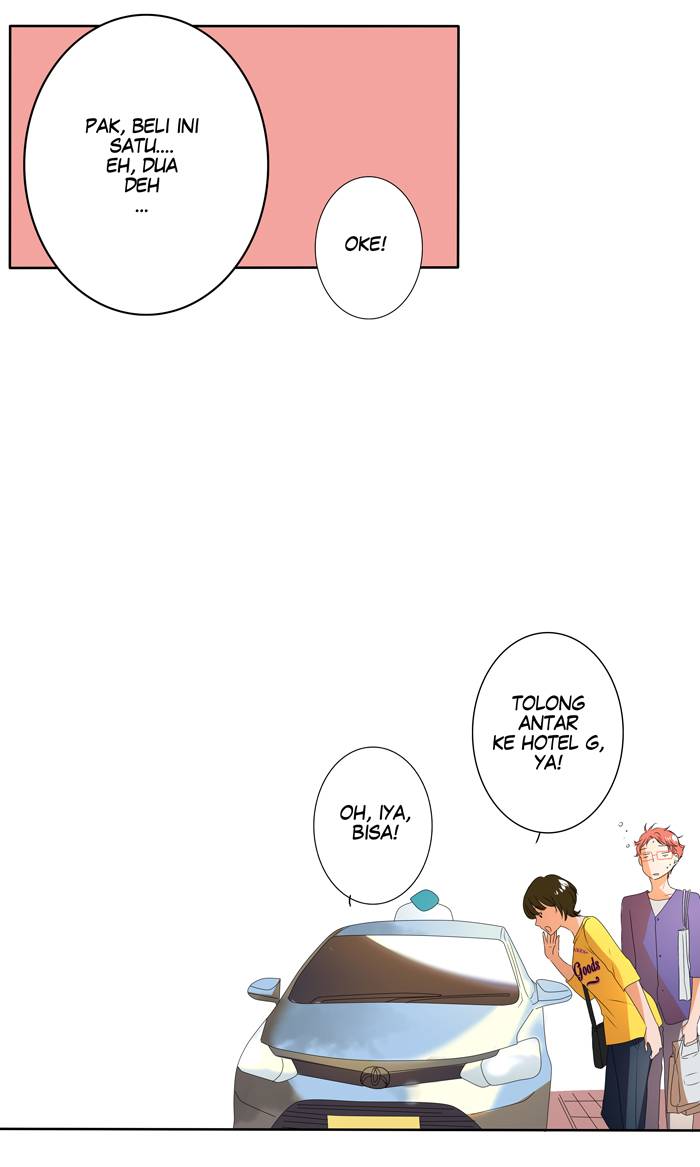 PAK, BELI INI
SATU....
EH, DUA
DEH
...
OKE!
TOLONG
ANTAR
KE HOTEL G,
YA!
OH, IYA,
BISA!
Goods